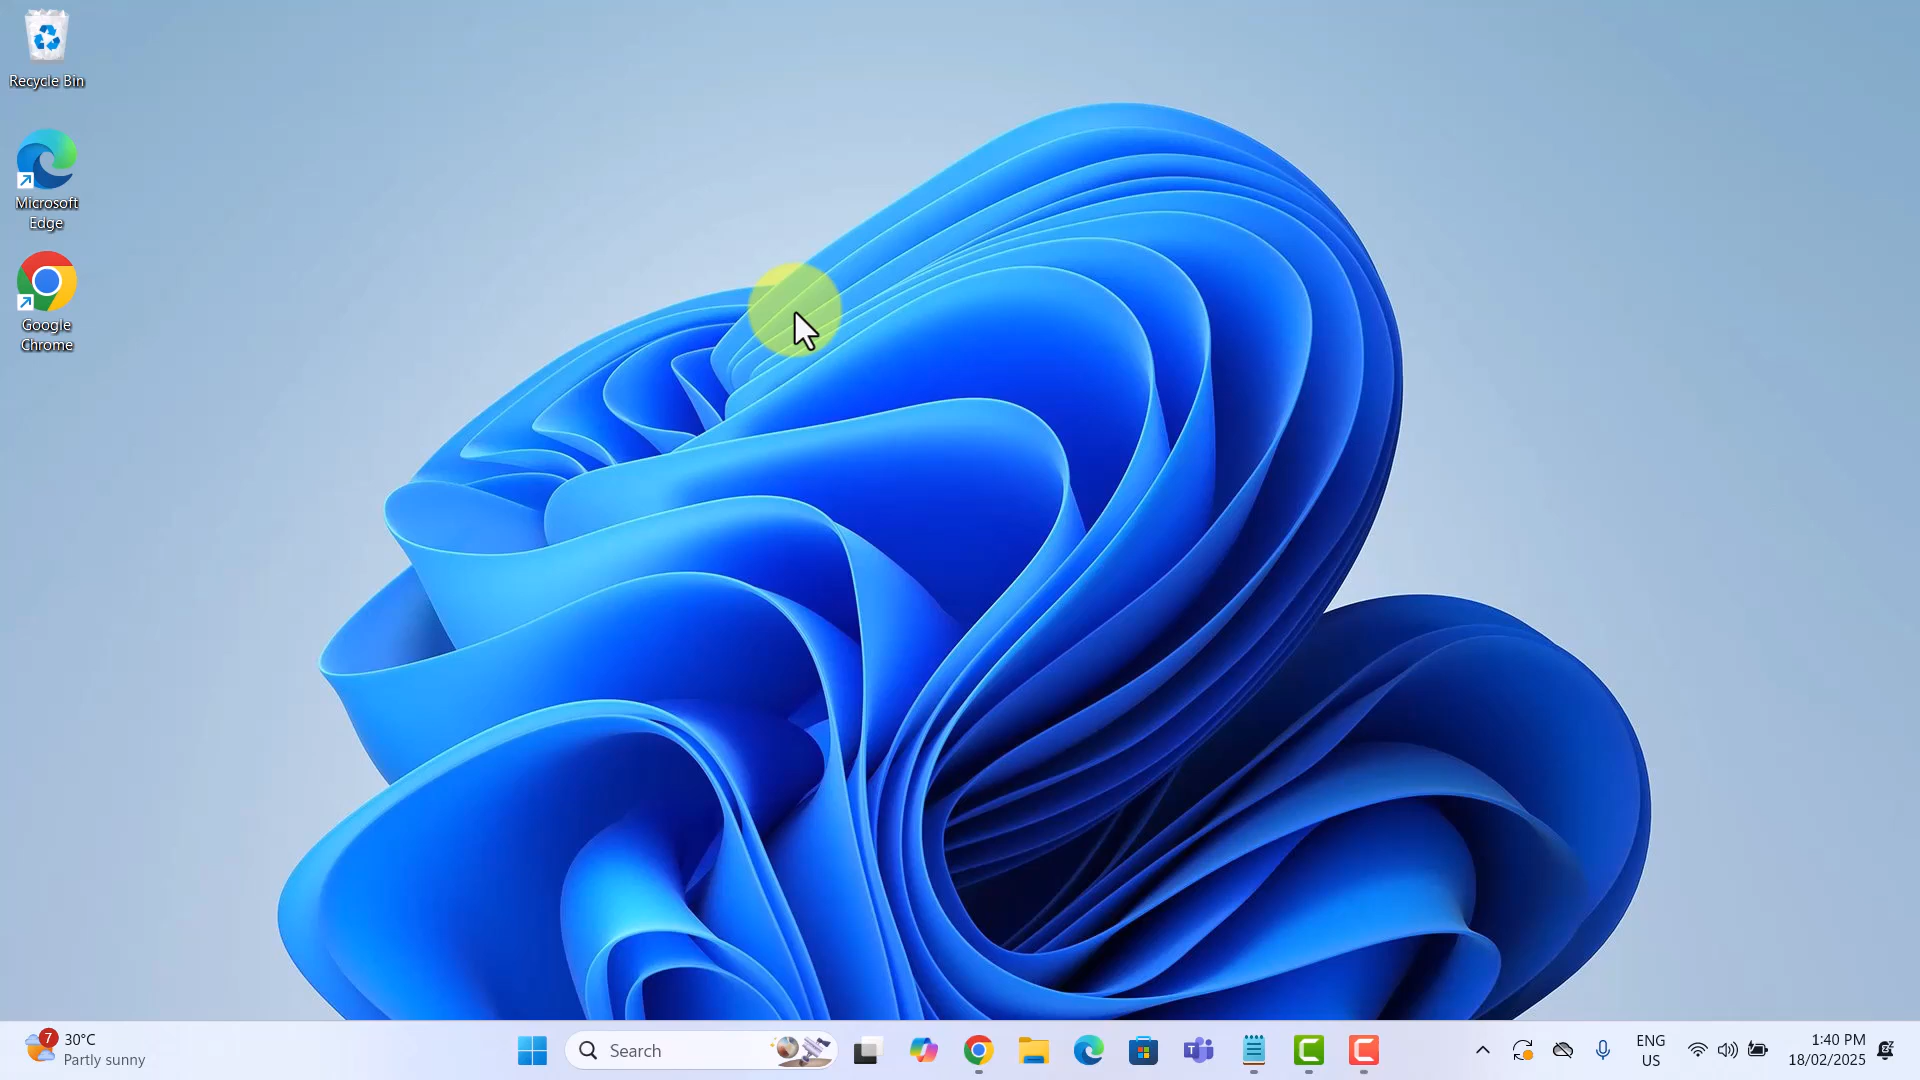 Recycle Bin
Microsoft
Edge
Google
Chrome
7
30°C
Partly sunny
Search
T
ENG
US
1:40 PM
18/02/2025